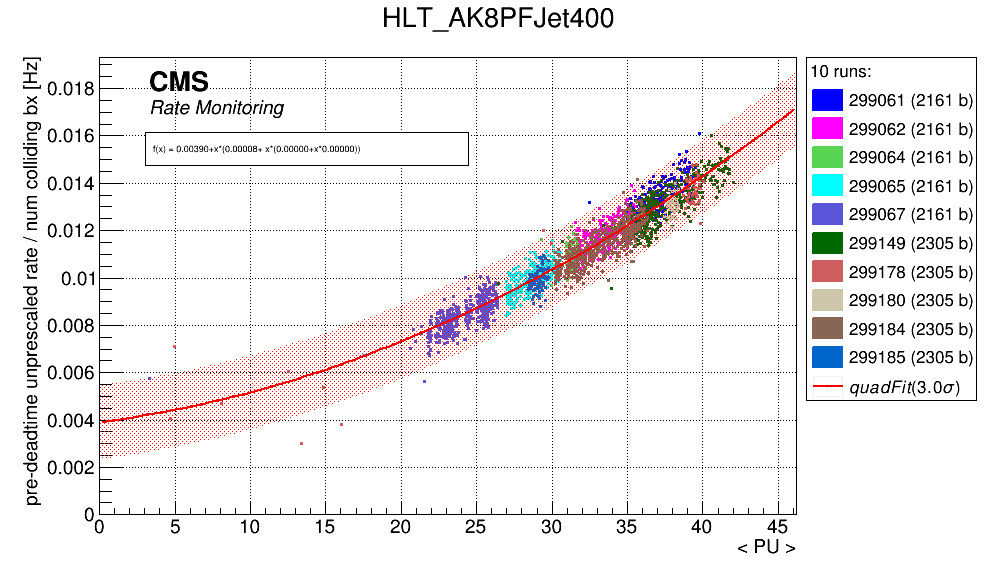 HLT_AK8PFJet400
pre-deadtime unprescaled rate / num colliding bx [Hz]
CMS
Rate Monitoring
f(x) = 0.00390+x*(0.00008+ x*(0.00000+x*0.00000))
0.018
0.016
0.014
0.012
0.01
0.008
0.006
0.004
0.002
0
0 5 10 15 20 25 30 35 40 45
< PU >
10 runs:
299061 (2161 b)
299062 (2161 b)
299064 (2161 b)
299065 (2161 b)
299067 (2161 b)
299149 (2305 b)
299178 (2305 b)
299180 (2305 b)
299184 (2305 b)
299185 (2305 b)
quadFit(3.0σ)